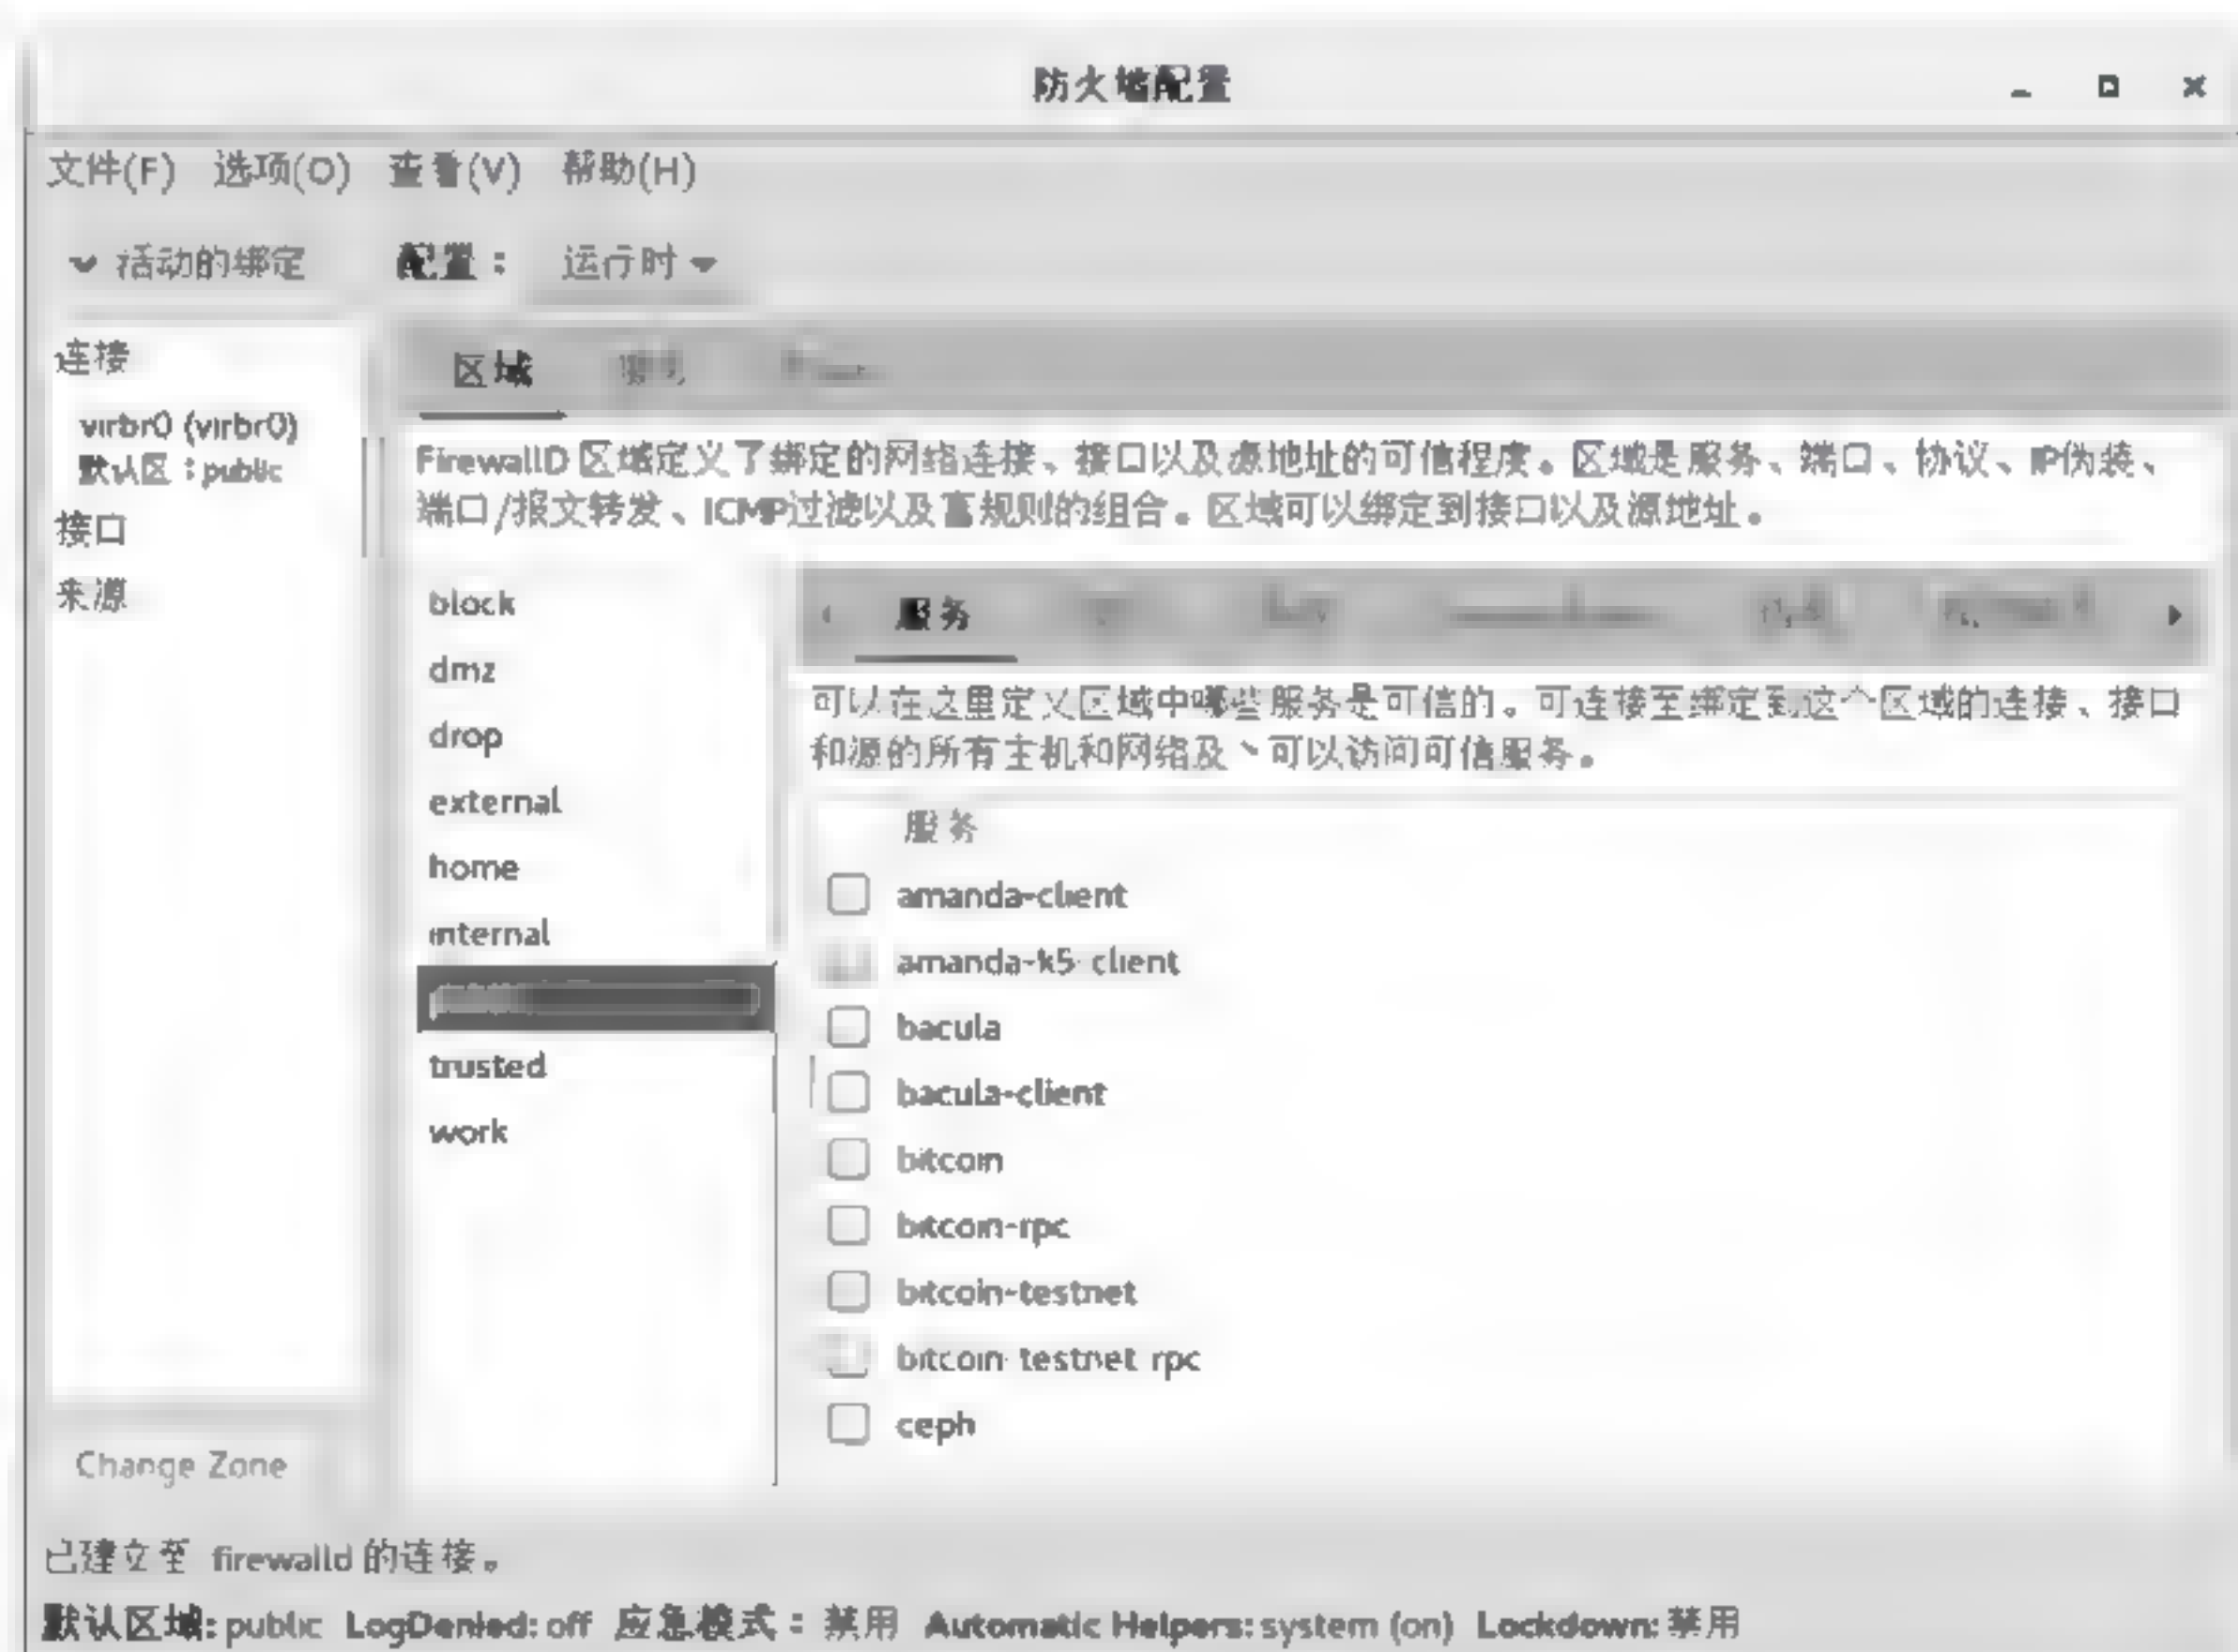 防火墙配置
文件(F) 选项(O) 查看(V) 帮助(H)
活动的绑定 配置： 运行时
连接
virbr0 (virbr0)
默认区：public
接口
来源
Change Zone
区域
FirewallD 区域定义了绑定的网络连接、接口以及源地址的可信程度。区域是服务、端口、协议、IP伪装、
端口/报文转发、ICMP过滤以及富规则的组合。区域可以绑定到接口以及源地址。
block
dmz
drop
external
home
internal
trusted
work
服务
可以在这里定义区域中哪些服务是可信的。可连接至绑定到这个区域的连接、接口
和源的所有主机和网络及丶可以访问可信服务。
服务
amanda-client
amanda-k5-client
bacula
bacula-client
bitcoin
bitcoin-rpc
bitcoin-testnet
bitcoin-testnet-rpc
ceph
已建立至 firewalld 的连接。
默认区域: public LogDenied: off 应急模式：禁用 Automatic Helpers: system (on) Lockdown: 禁用